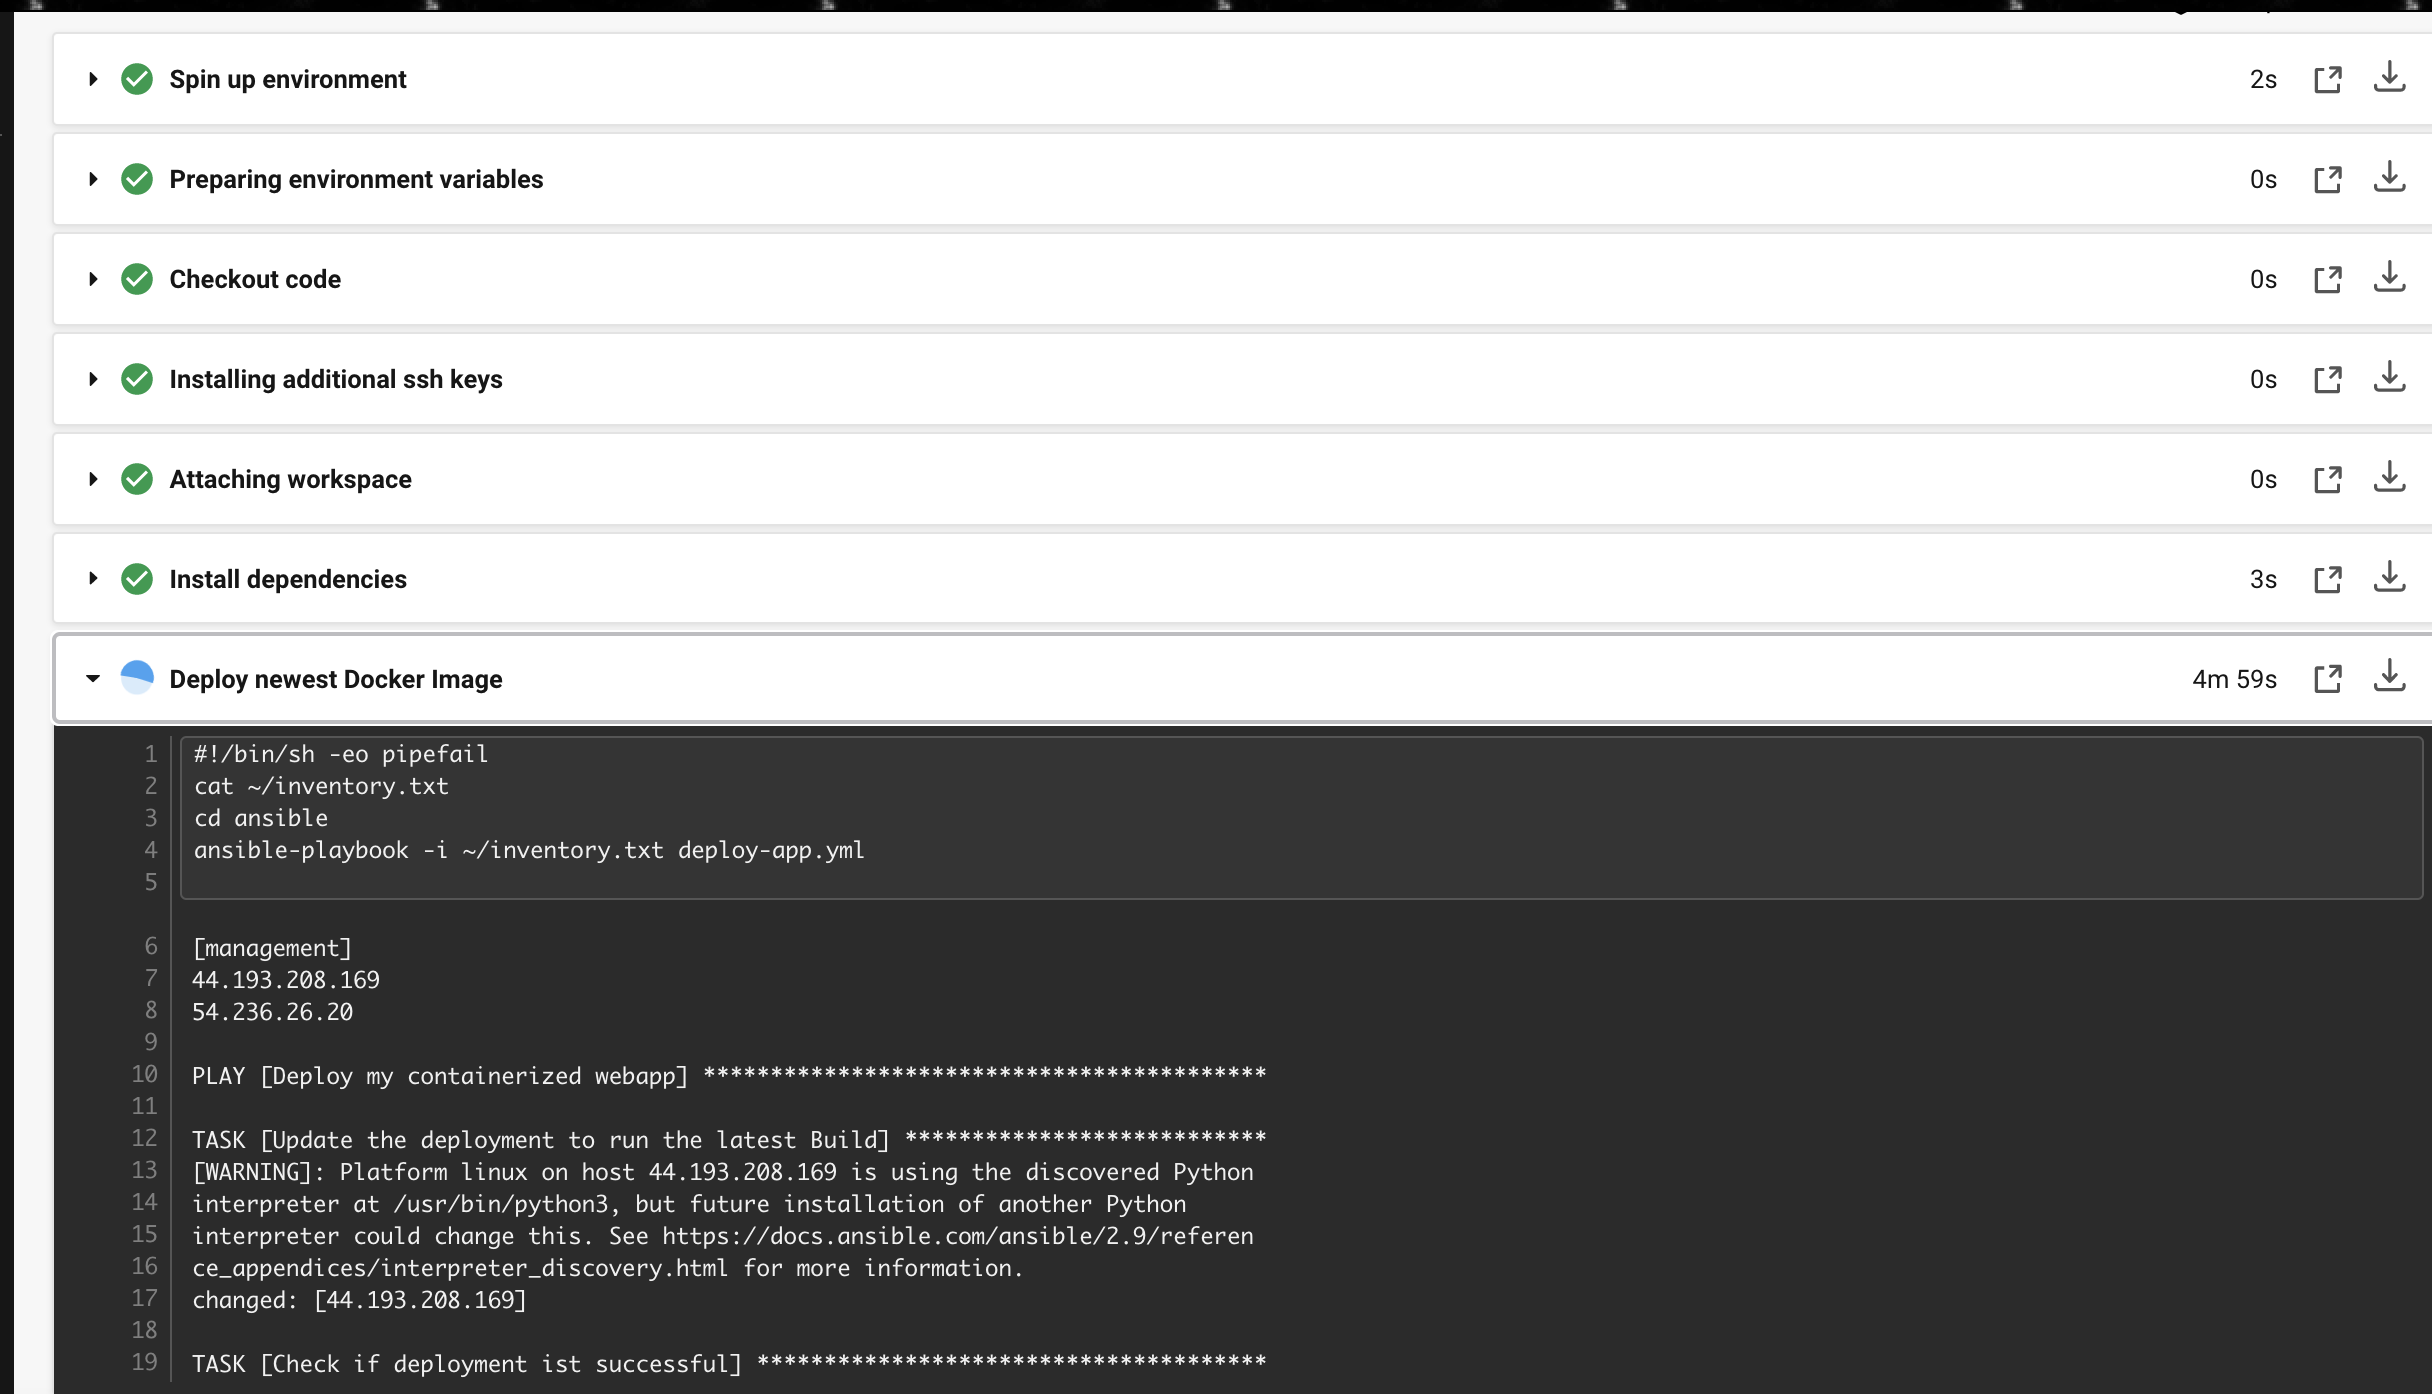 Spin up environment 2s
Preparing environment variables 0s
Checkout code 0s
Installing additional ssh keys 0s
Attaching workspace 0s
Install dependencies 3s
Deploy newest Docker Image 4m 59s
1 #!/bin/sh -eo pipefail
2 cat ~/inventory.txt
3 cd ansible
4 ansible-playbook -i ~/inventory.txt deploy-app.yml
5
6 [management]
7 44.193.208.169
8 54.236.26.20
9
10 PLAY [Deploy my containerized webapp] ******************************************
11
12 TASK [Update the deployment to run the latest Build] ***************************
13 [WARNING]: Platform linux on host 44.193.208.169 is using the discovered Python
14 interpreter at /usr/bin/python3, but future installation of another Python
15 interpreter could change this. See https://docs.ansible.com/ansible/2.9/referen
16 ce_appendices/interpreter_discovery.html for more information.
17 changed: [44.193.208.169]
18
19 TASK [Check if deployment ist successful] **************************************